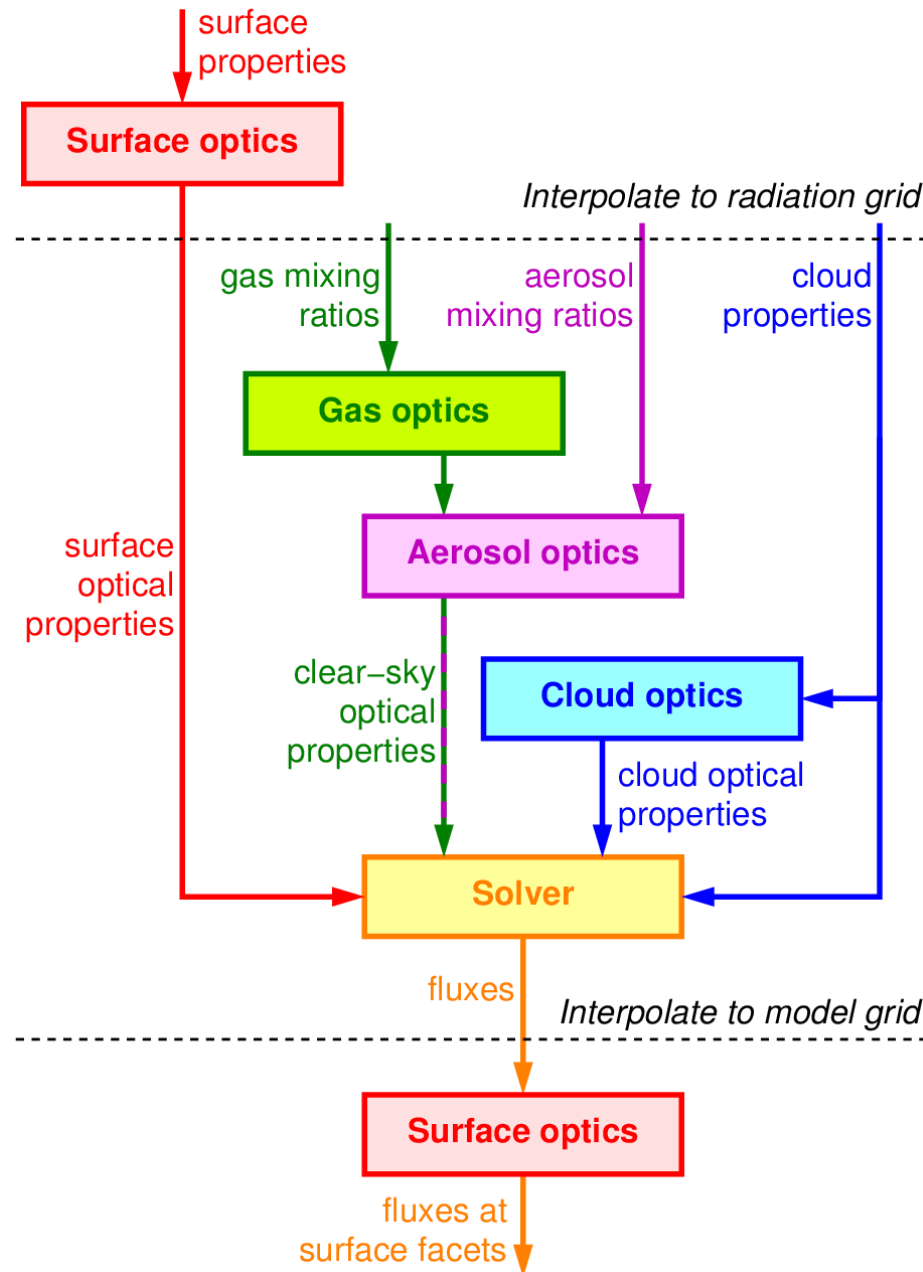 surface
properties
Surface optics
Interpolate to radiation grid
gas mixing
ratios
aerosol
mixing ratios
cloud
properties
Gas optics
surface
optical
properties
Aerosol optics
clear−sky
optical
properties
Cloud optics
cloud optical
properties
Solver
fluxes
Interpolate to model grid
Surface optics
fluxes at
surface facets